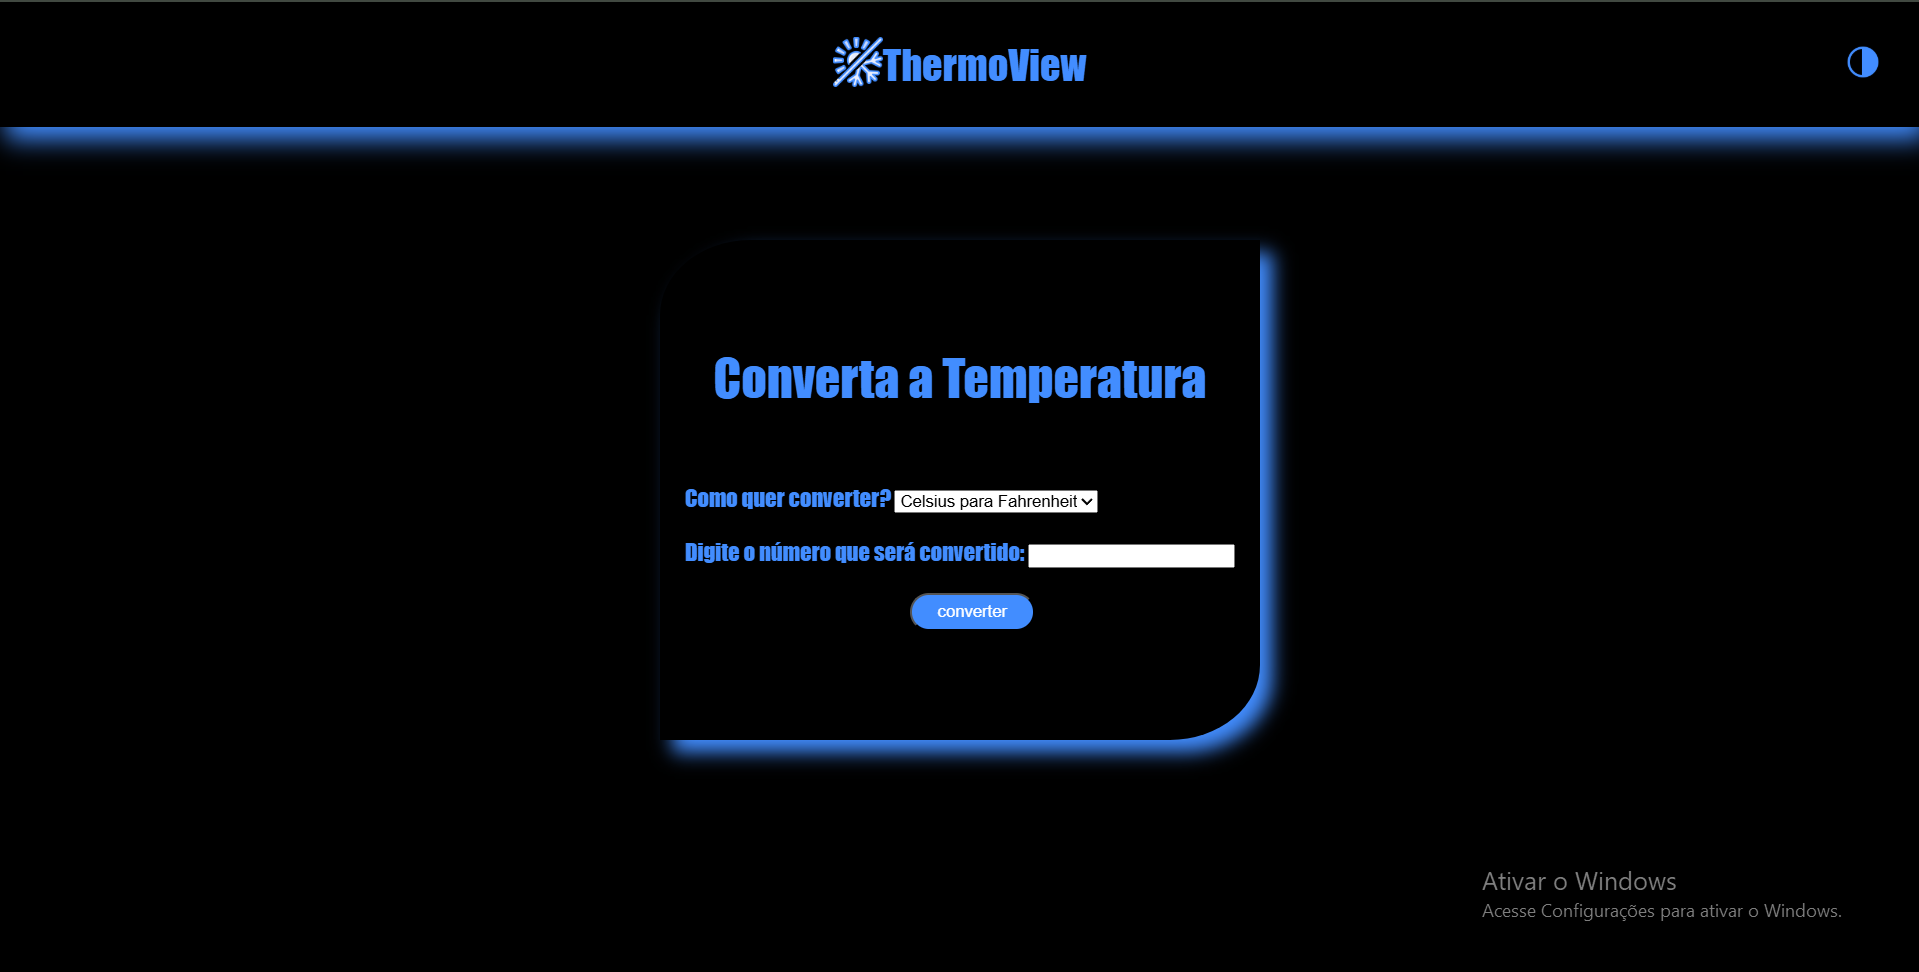 ThermoView
Converta a Temperatura
Como quer converter? Celsius para Fahrenheit
Digite o número que será convertido:
converter
Ativar o Windows
Acesse Configurações para ativar o Windows.